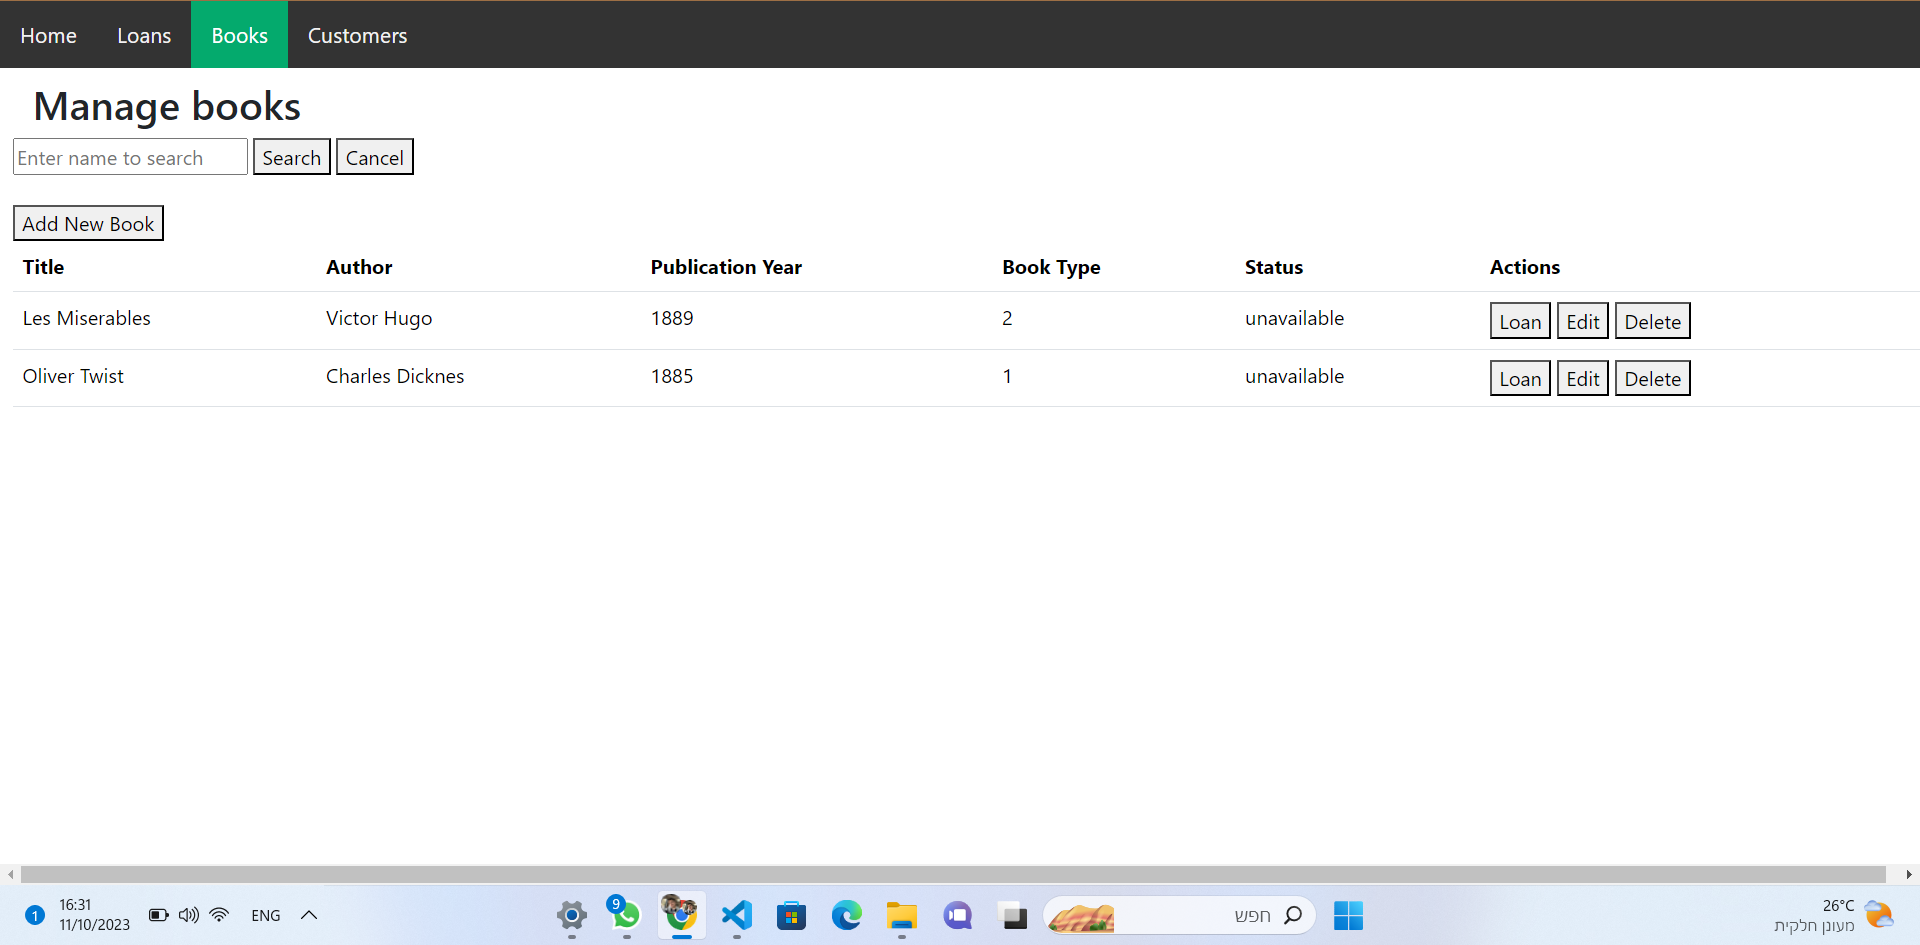 Home Loans Books Customers
Manage books
Enter name to search Search Cancel
Add New Book
Title Author Publication Year Book Type Status Actions
Les Miserables Victor Hugo 1889 2 unavailable Loan Edit Delete
Oliver Twist Charles Dicknes 1885 1 unavailable Loan Edit Delete
1 16:31 ENG 9 חפש 26°C
11/10/2023 מעונן חלקית